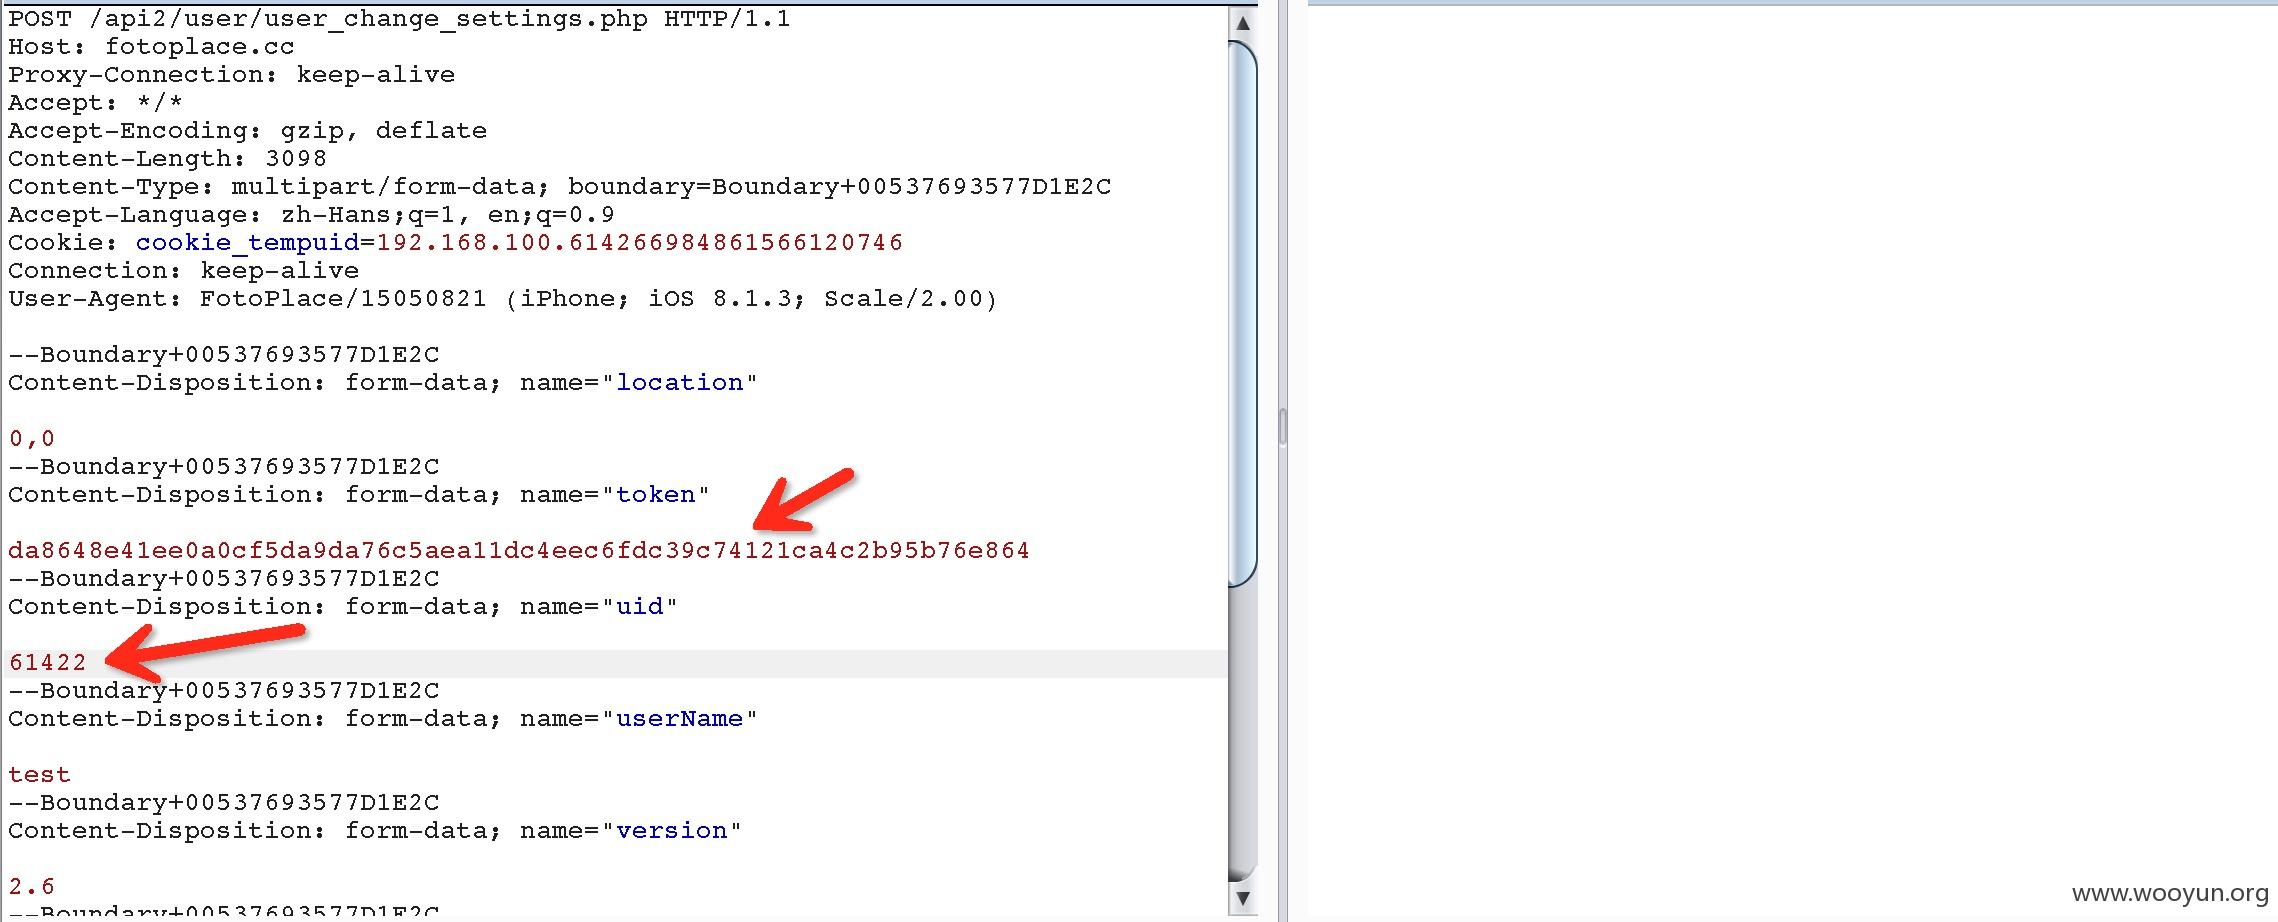 POST /api2/user/user_change_settings.php HTTP/1.1
Host: fotoplace.cc
Proxy-Connection: keep-alive
Accept: */*
Accept-Encoding: gzip, deflate
Content-Length: 3098
Content-Type: multipart/form-data; boundary=Boundary+00537693577D1E2C
Accept-Language: zh-Hans;q=1, en;q=0.9
Cookie: cookie_tempuid=192.168.100.614266984861566120746
Connection: keep-alive
User-Agent: FotoPlace/15050821 (iPhone; iOS 8.1.3; Scale/2.00)
--Boundary+00537693577D1E2C
Content-Disposition: form-data; name="location"
0,0
--Boundary+00537693577D1E2C
Content-Disposition: form-data; name="token"
da8648e41ee0a0cf5da9da76c5aea11dc4eec6fdc39c74121ca4c2b95b76e864
--Boundary+00537693577D1E2C
Content-Disposition: form-data; name="uid"
61422
--Boundary+00537693577D1E2C
Content-Disposition: form-data; name="userName"
test
--Boundary+00537693577D1E2C
Content-Disposition: form-data; name="version"
2.6
--Boundary+00537693577D1E2C
www.wooyun.org